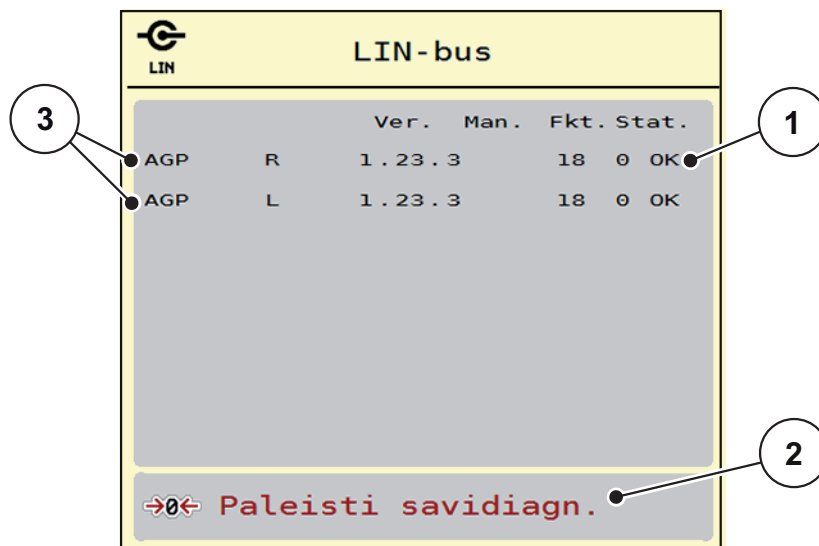 LIN
LIN-bus
Ver. Man. Fkt. Stat.
AGP R 1.23.3 18 0 OK
AGP L 1.23.3 18 0 OK
→0← Paleisti savidiagn.
3
1
2